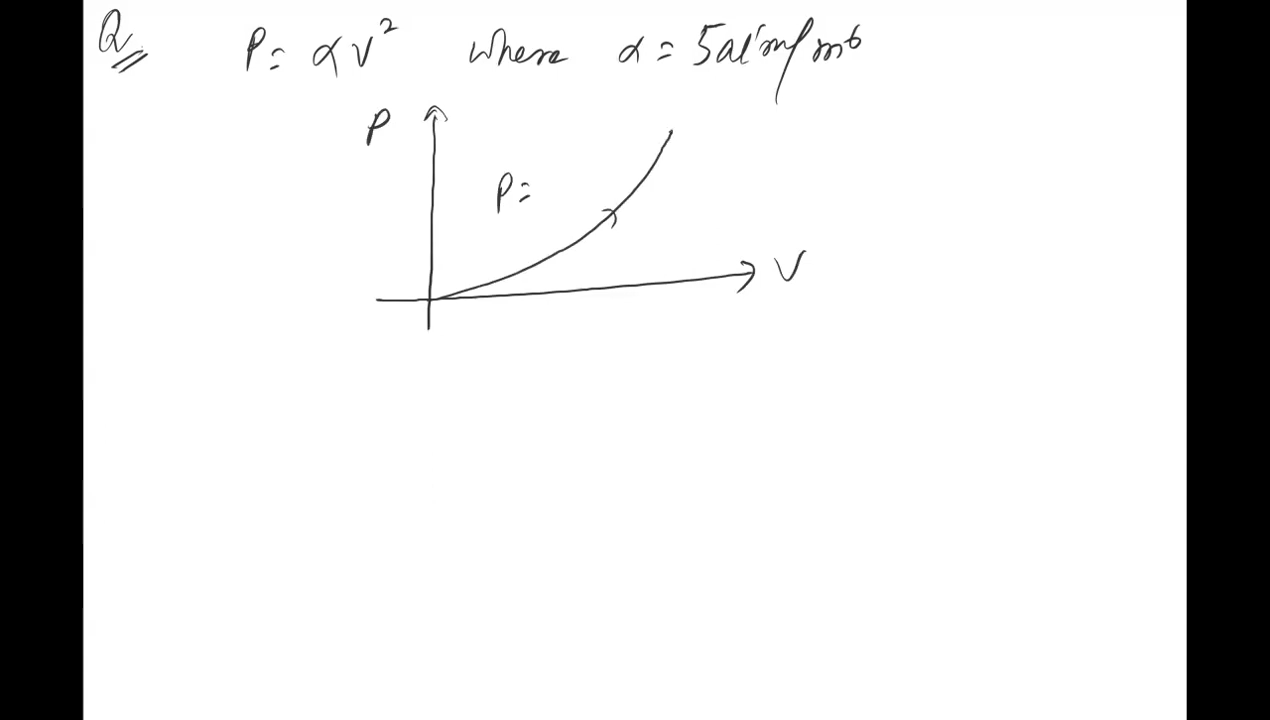 Q P = αV² where α = 5 atm/m⁶
P
P =
V